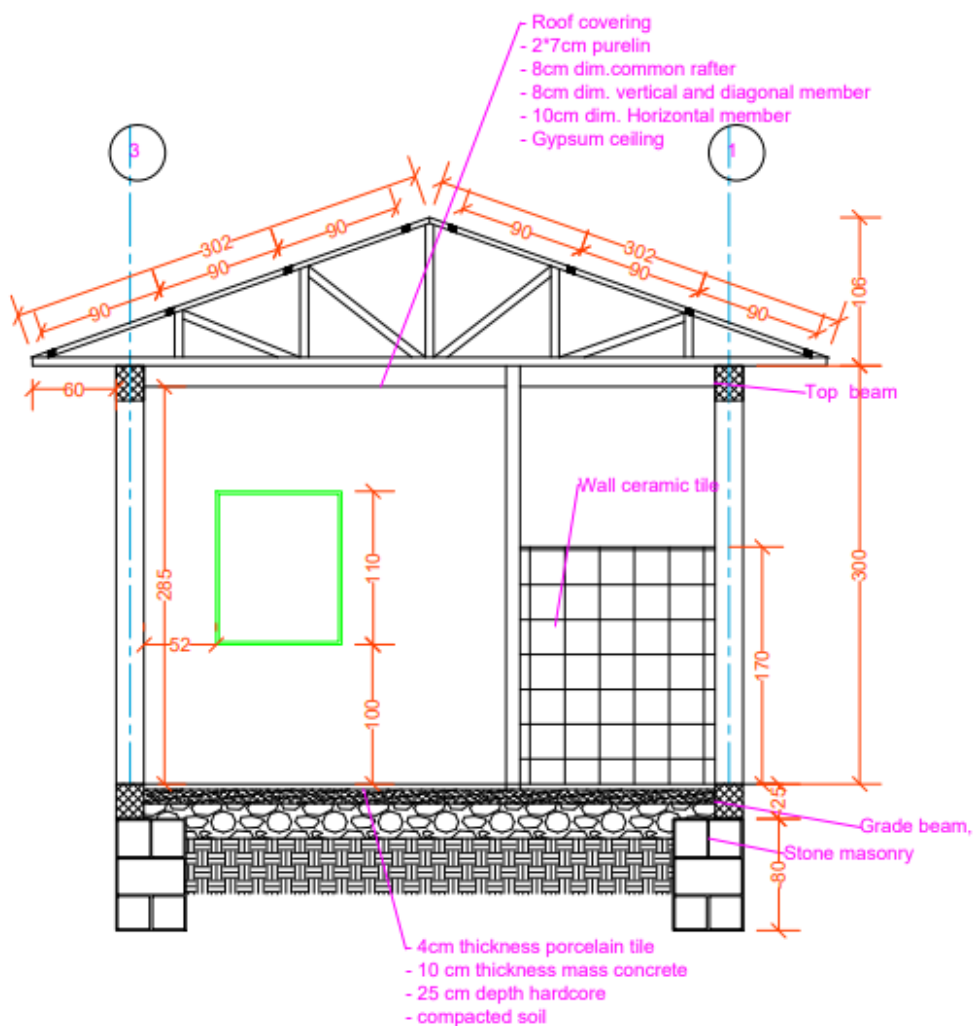 - Roof covering
- 2*7cm purelin
- 8cm dim.common rafter
- 8cm dim. vertical and diagonal member
- 10cm dim. Horizontal member
- Gypsum ceiling
3
1
302
302
90
90
90
90
90
90
106
60
Top beam
Wall ceramic tile
285
110
300
52
170
100
25
Grade beam,
Stone masonry
80
- 4cm thickness porcelain tile
- 10 cm thickness mass concrete
- 25 cm depth hardcore
- compacted soil